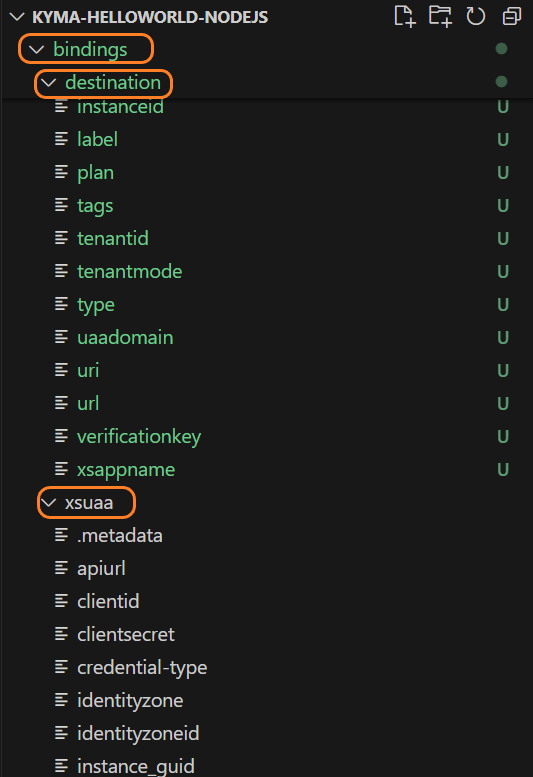 KYMA-HELLOWORLD-NODEJS
bindings
destination
instanceid U
label U
plan U
tags U
tenantid U
tenantmode U
type U
uaadomain U
uri U
url U
verificationkey U
xsappname U
xsuaa
.metadata
apiurl
clientid
clientsecret
credential-type
identityzone
identityzoneid
instance_guid